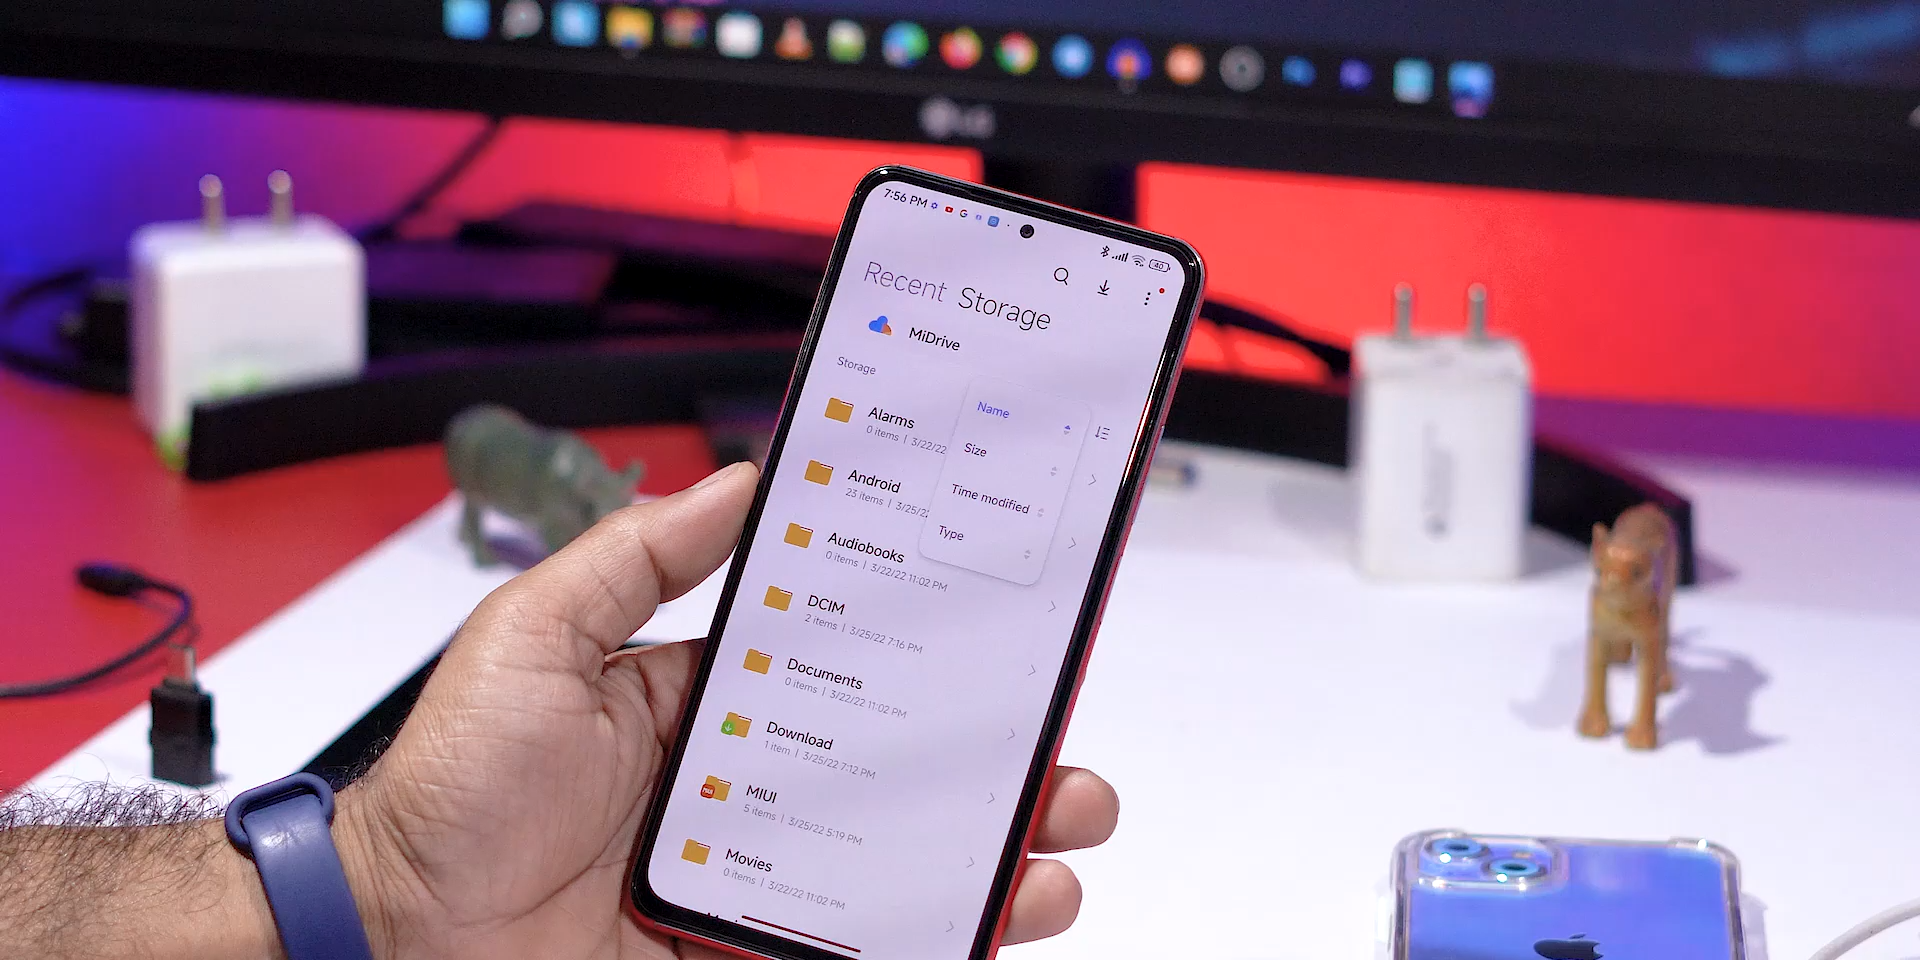 LG
7:56 PM
40
Recent Storage
MiDrive
Storage
Name
Size
Time modified
Type
Alarms
0 items | 3/22/22
Android
23 items | 3/25/22
Audiobooks
0 items | 3/22/22 11:02 PM
DCIM
2 items | 3/25/22 7:16 PM
Documents
0 items | 3/22/22 11:02 PM
Download
1 item | 3/25/22 7:12 PM
MIUI
MIUI
5 items | 3/25/22 5:19 PM
Movies
0 items | 3/22/22 11:02 PM